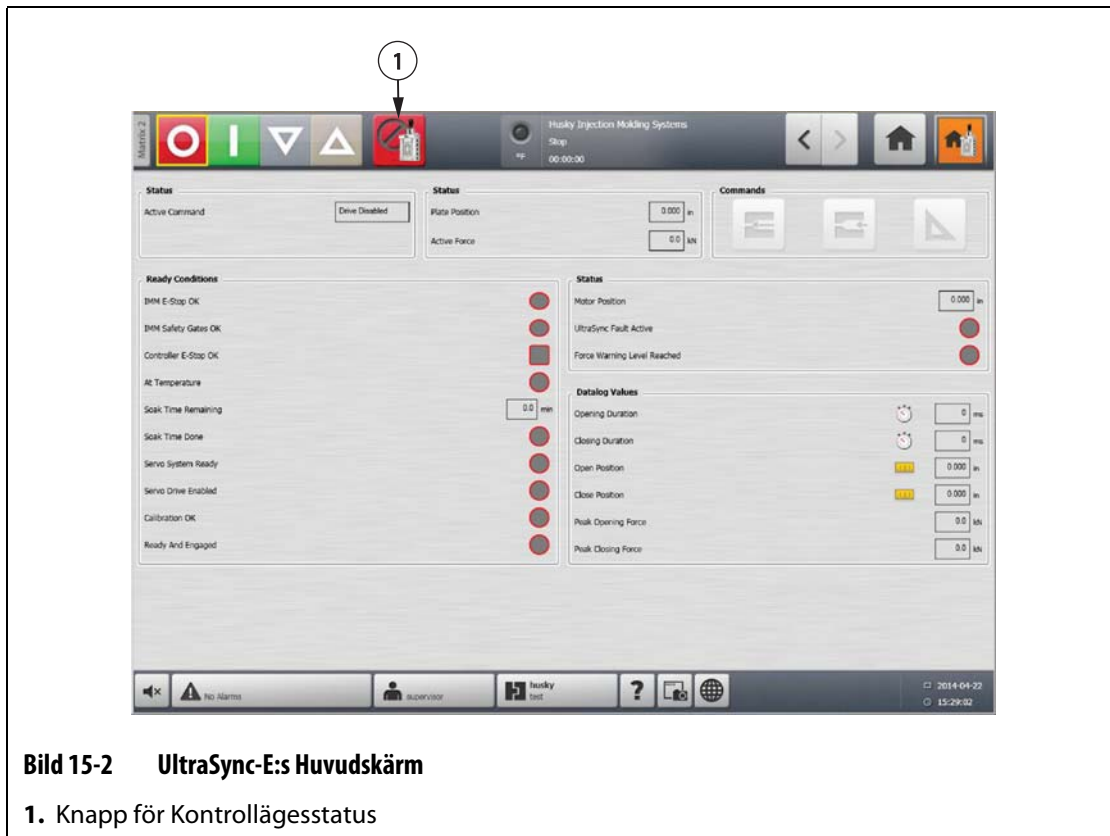 1
Matrix 2
Husky Injection Molding Systems
Stop
°F 00:00:00
Status
Active Command Drive Disabled
Status
Plate Position 0.000 in
Active Force 0.0 kN
Commands
Ready Conditions
IMM E-Stop OK
IMM Safety Gates OK
Controller E-Stop OK
At Temperature
Soak Time Remaining 0.0 min
Soak Time Done
Servo System Ready
Servo Drive Enabled
Calibration OK
Ready And Engaged
Status
Motor Position 0.000 in
UltraSync Fault Active
Force Warning Level Reached
Datalog Values
Opening Duration 0 ms
Closing Duration 0 ms
Open Position 0.000 in
Close Position 0.000 in
Peak Opening Force 0.0 kN
Peak Closing Force 0.0 kN
No Alarms
supervisor
husky
test
?
2014-04-22
15:29:02
Bild 15-2 UltraSync-E:s Huvudskärm
1. Knapp för Kontrollägesstatus